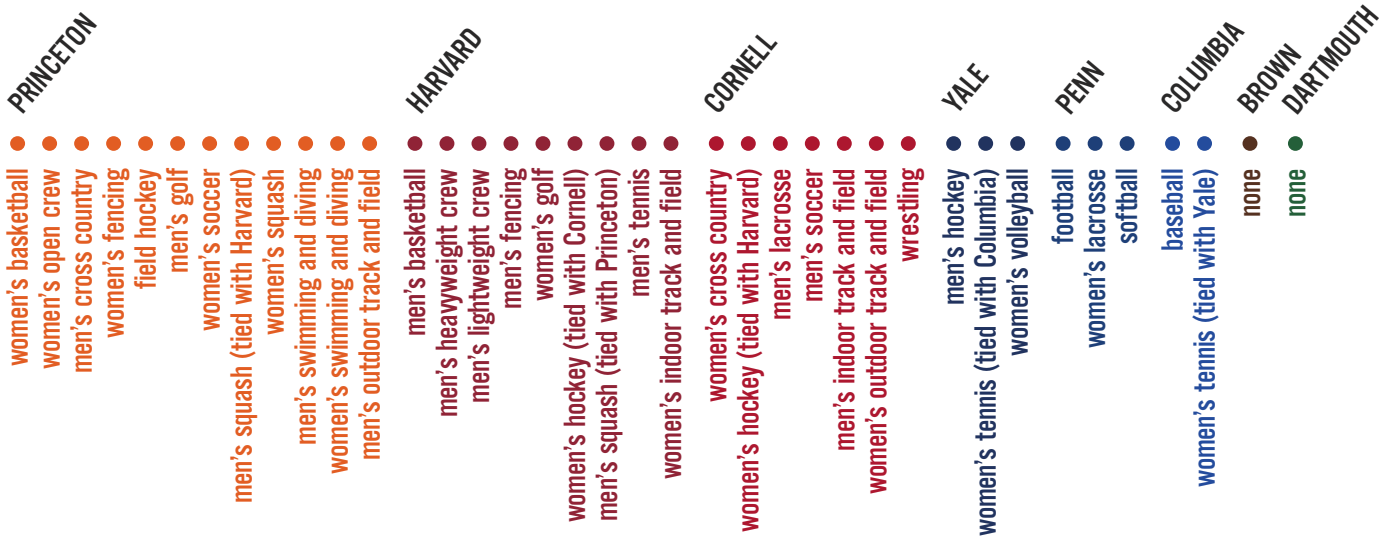 PRINCETON
women’s basketball
women’s open crew
men’s cross country
women’s fencing
field hockey
men’s golf
women’s soccer
men’s squash (tied with Harvard)
women’s squash
men’s swimming and diving
women’s swimming and diving
men’s outdoor track and field
HARVARD
men’s basketball
men’s heavyweight crew
men’s lightweight crew
men’s fencing
women’s golf
women’s hockey (tied with Cornell)
men’s squash (tied with Princeton)
men’s tennis
women’s indoor track and field
CORNELL
women’s cross country
women’s hockey (tied with Harvard)
men’s lacrosse
men’s soccer
men’s indoor track and field
women’s outdoor track and field
wrestling
YALE
men’s hockey
women’s tennis (tied with Columbia)
women’s volleyball
PENN
football
women’s lacrosse
softball
COLUMBIA
baseball
women’s tennis (tied with Yale)
BROWN
none
DARTMOUTH
none